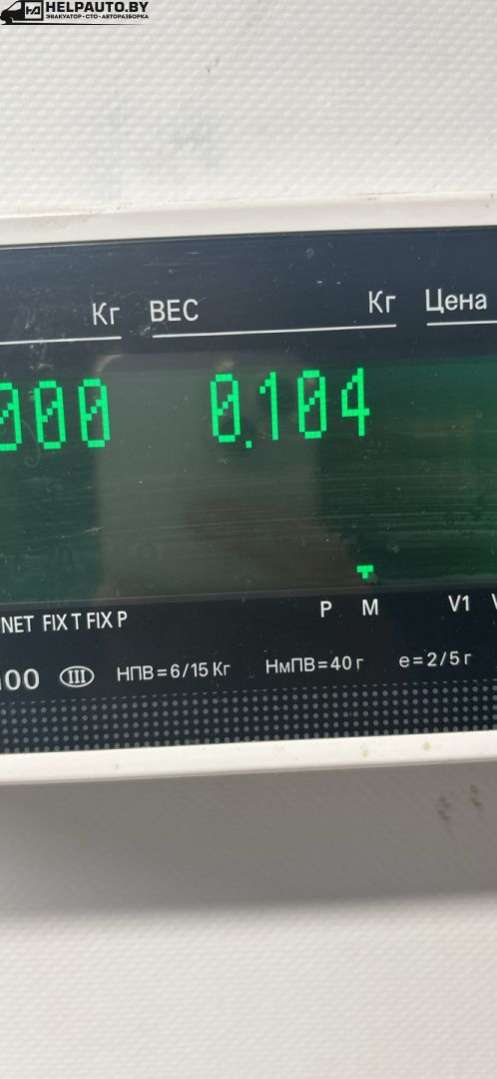 HELPAUTO.BY
ЭВАКУАТОР·СТО·АВТОРАЗБОРКА
Кг ВЕС Кг Цена
000 0.104
NET FIX T FIX P P M V1
00 III НПВ=6/15 Кг НмПВ=40 г e=2/5 г